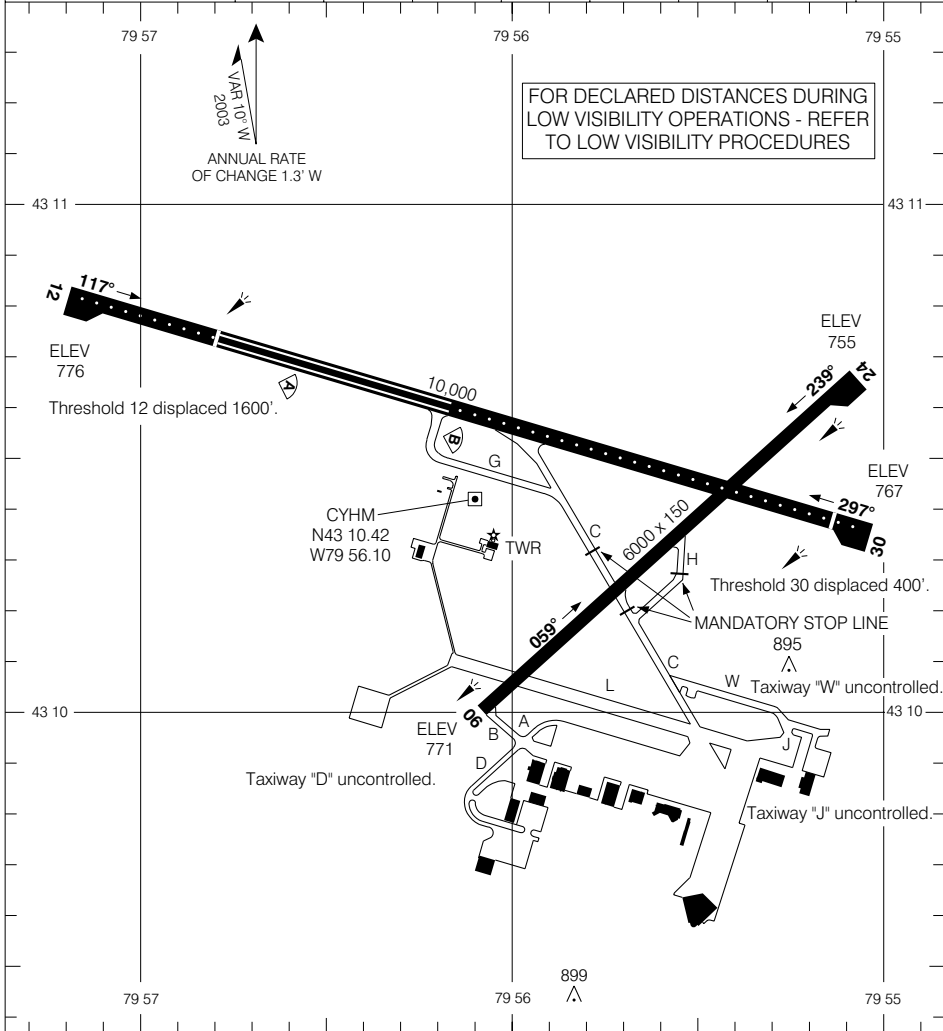 79 57
79 56
79 55
VAR 10° W
2003
ANNUAL RATE
OF CHANGE 1.3' W
FOR DECLARED DISTANCES DURING
LOW VISIBILITY OPERATIONS - REFER
TO LOW VISIBILITY PROCEDURES
43 11
43 11
12
117°
ELEV
776
Threshold 12 displaced 1600'.
A
10,000
B
G
ELEV
755
24
239°
ELEV
767
297°
30
CYHM
N43 10.42
W79 56.10
TWR
C
6000 x 150
H
Threshold 30 displaced 400'.
MANDATORY STOP LINE
895
059°
C
W
Taxiway "W" uncontrolled.
L
43 10
06
ELEV
771
B
A
43 10
J
D
Taxiway "D" uncontrolled.
Taxiway "J" uncontrolled.
899
79 57
79 56
79 55